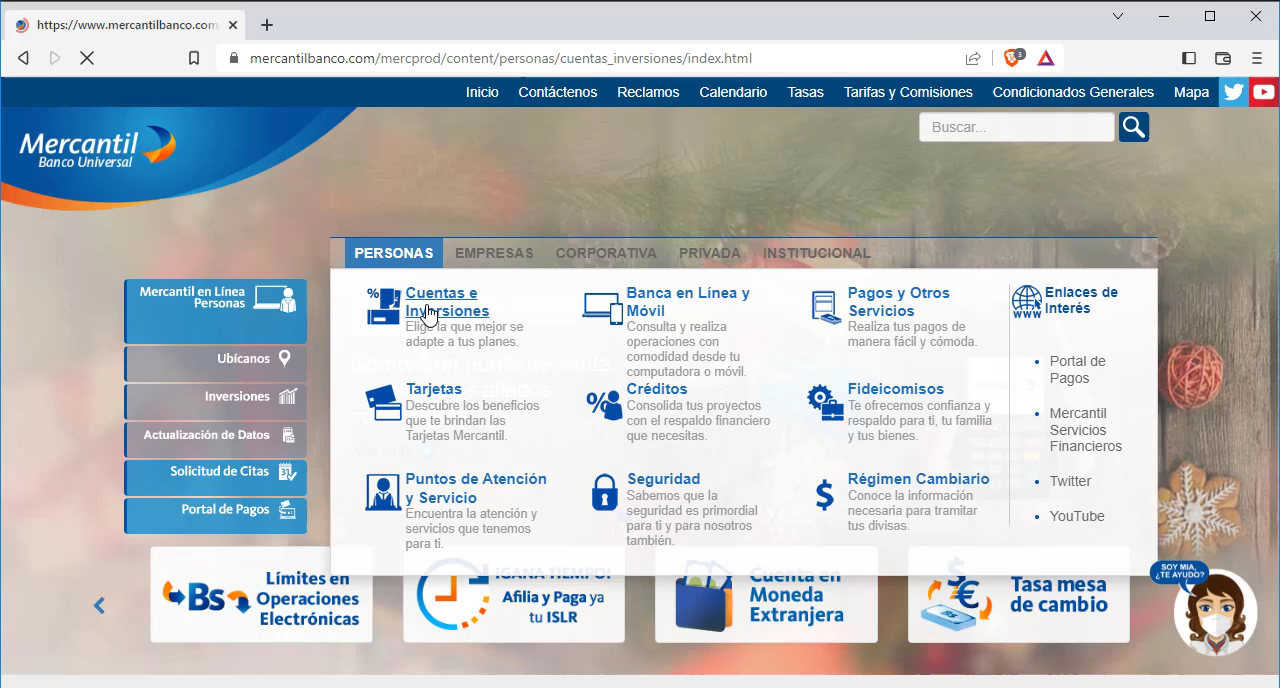 https://www.mercantilbanco.com
mercantilbanco.com/mercprod/content/personas/cuentas_inversiones/index.html
3
Inicio Contáctenos Reclamos Calendario Tasas Tarifas y Comisiones Condicionados Generales Mapa
Mercantil
Banco Universal
Buscar...
PERSONAS EMPRESAS CORPORATIVA PRIVADA INSTITUCIONAL
Mercantil en Línea
Personas
Ubícanos
Inversiones
Actualización de Datos
Solicitud de Citas
Portal de Pagos
Cuentas e
Inversiones
Elige la que mejor se
adapte a tus planes.
Banca en Línea y
Móvil
Consulta y realiza
operaciones con
comodidad desde tu
computadora o móvil.
Pagos y Otros
Servicios
Realiza tus pagos de
manera fácil y cómoda.
WWW
Enlaces de
Interés
Portal de
Pagos
Mercantil
Servicios
Financieros
Twitter
YouTube
Tarjetas
Descubre los beneficios
que te brindan las
Tarjetas Mercantil.
Créditos
Consolida tus proyectos
con el respaldo financiero
que necesitas.
Fideicomisos
Te ofrecemos confianza y
respaldo para ti, tu familia
y tus bienes.
Puntos de Atención
y Servicio
Encuentra la atención y
servicios que tenemos
para ti.
Seguridad
Sabemos que la
seguridad es primordial
para ti y para nosotros
también.
Régimen Cambiario
Conoce la información
necesaria para tramitar
tus divisas.
Bs
Límites en
Operaciones
Electrónicas
¡GANA TIEMPO!
Afilia y Paga ya
tu ISLR
Cuenta en
Moneda
Extranjera
Tasa mesa
de cambio
SOY MIA,
¿TE AYUDO?